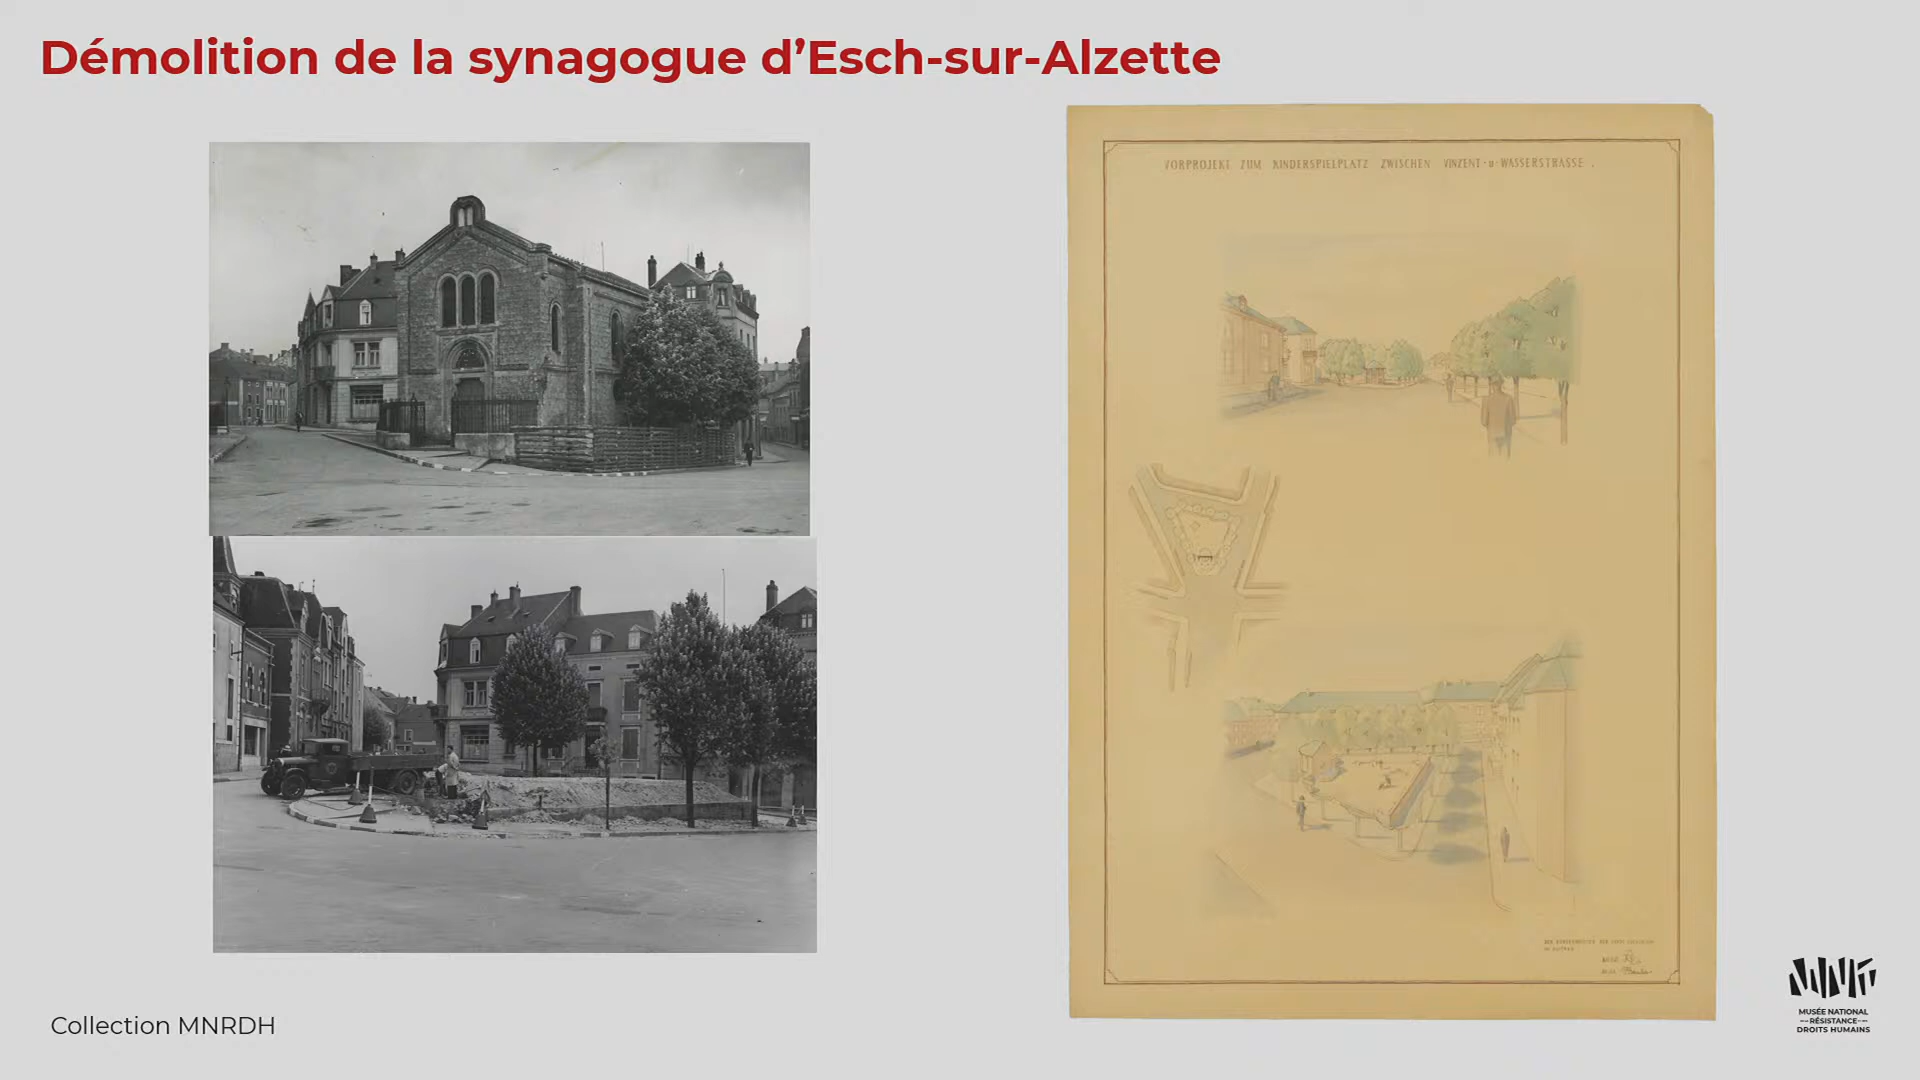 Démolition de la synagogue d’Esch-sur-Alzette
VORPROJEKT ZUM KINDERSPIELPLATZ ZWISCHEN VINZENT-u-WASSERSTRASSE.
Collection MNRDH
MUSÉE NATIONAL
RÉSISTANCE
DROITS HUMAINS